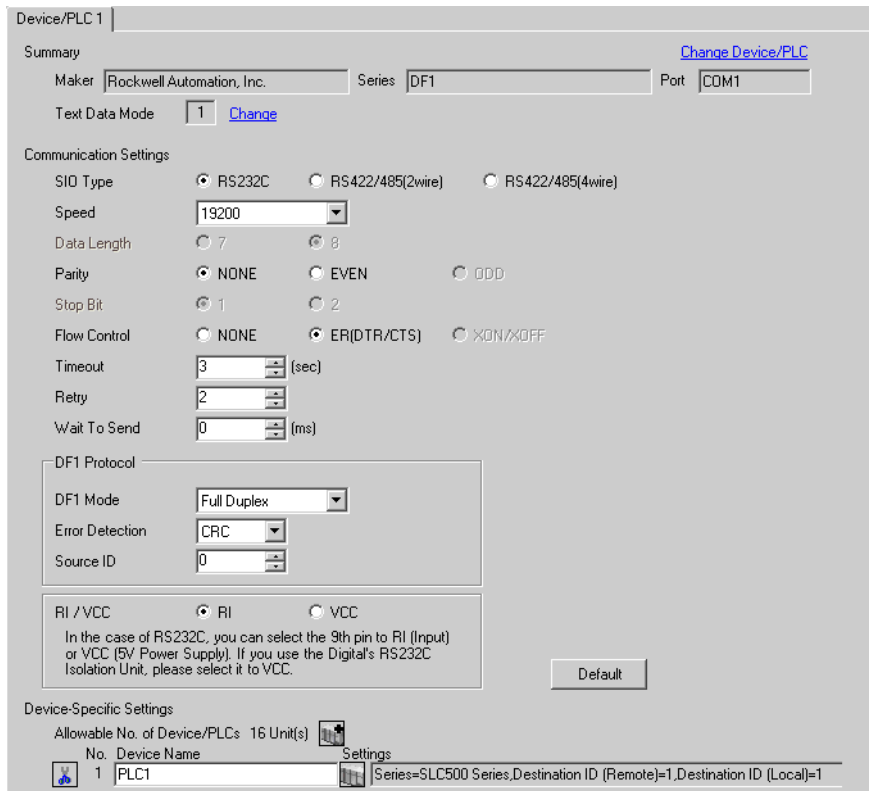 Device/PLC 1
Summary
Change Device/PLC
Maker Rockwell Automation, Inc. Series DF1 Port COM1
Text Data Mode 1 Change
Communication Settings
SIO Type RS232C RS422/485(2wire) RS422/485(4wire)
Speed 19200
Data Length 7 8
Parity NONE EVEN ODD
Stop Bit 1 2
Flow Control NONE ER(DTR/CTS) XON/XOFF
Timeout 3 (sec)
Retry 2
Wait To Send 0 (ms)
DF1 Protocol
DF1 Mode Full Duplex
Error Detection CRC
Source ID 0
RI / VCC RI VCC
In the case of RS232C, you can select the 9th pin to RI (Input)
or VCC (5V Power Supply). If you use the Digital's RS232C
Isolation Unit, please select it to VCC.
Default
Device-Specific Settings
Allowable No. of Device/PLCs 16 Unit(s)
No. Device Name Settings
1 PLC1 Series=SLC500 Series,Destination ID (Remote)=1,Destination ID (Local)=1